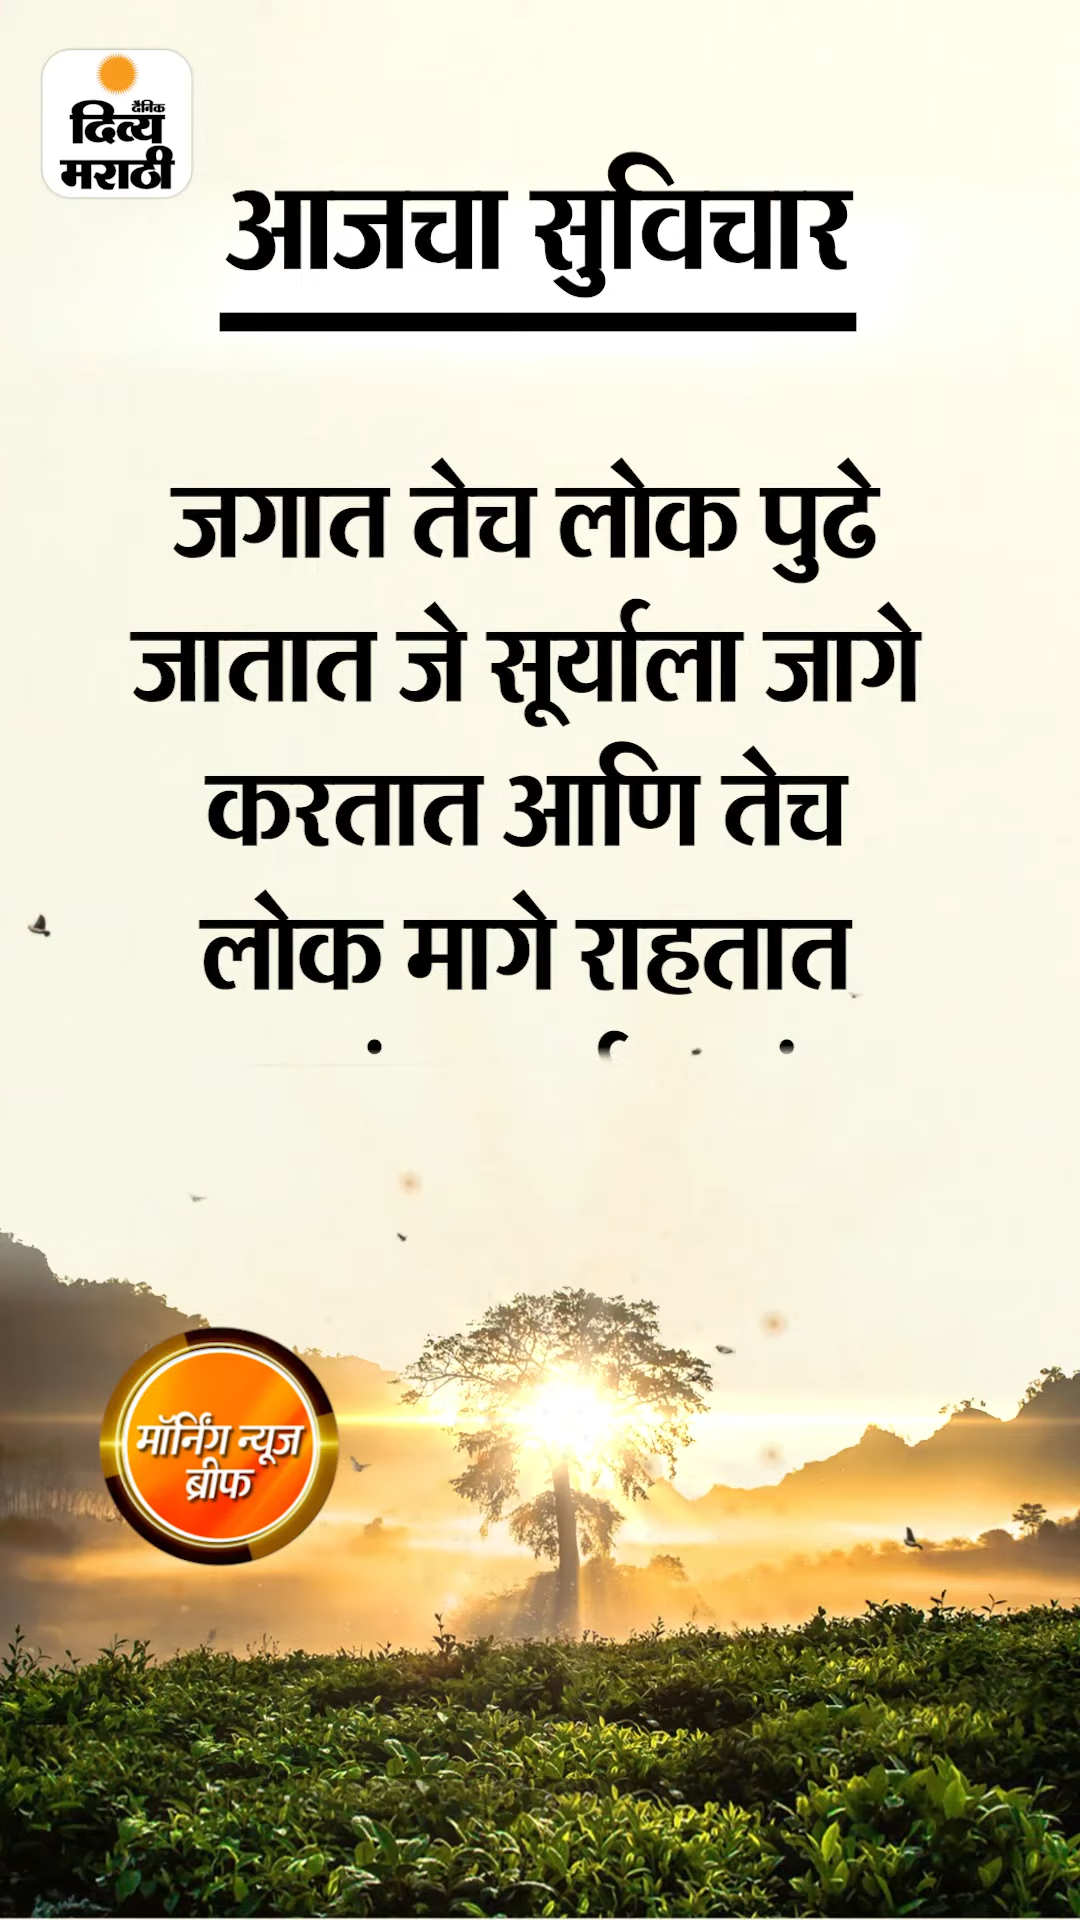 दैनिक
दिव्य
मराठी
आजचा सुविचार
जगात तेच लोक पुढे
जातात जे सूर्याला जागे
करतात आणि तेच
लोक मागे राहतात
मॉर्निंग न्यूज
ब्रीफ